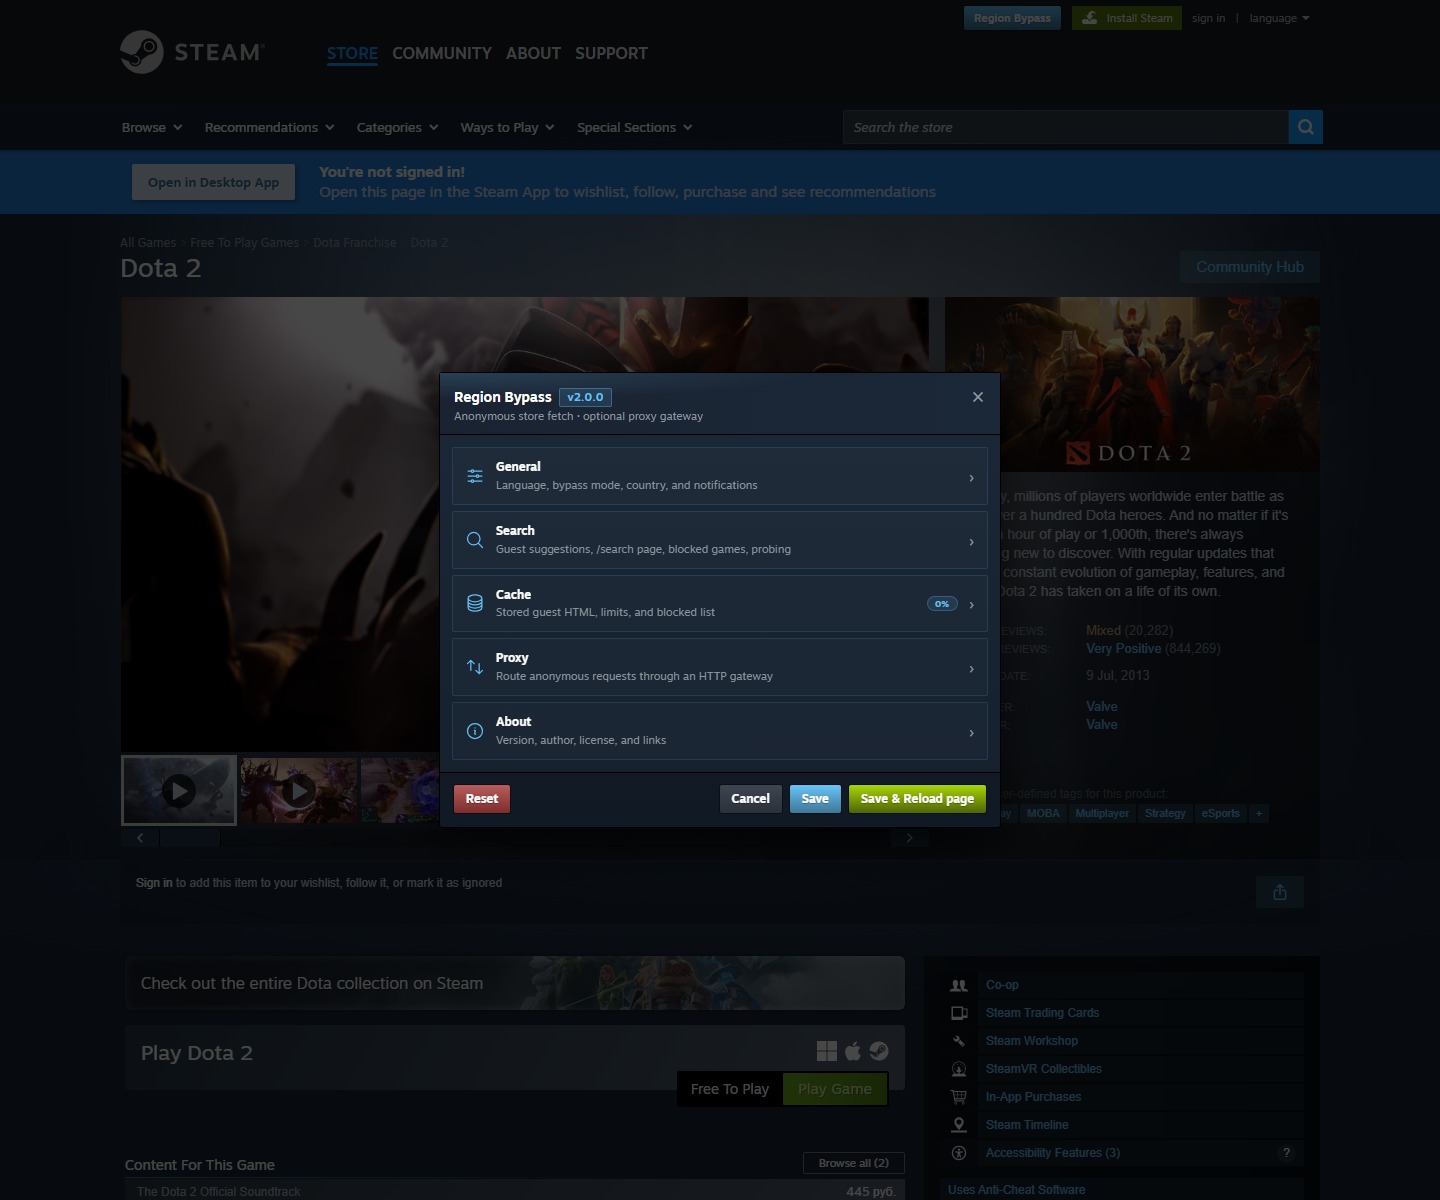 Region Bypass
Install Steam
sign in | language
STEAM
STORE COMMUNITY ABOUT SUPPORT
Browse Recommendations Categories Ways to Play Special Sections
Search the store
Open in Desktop App
You're not signed in!
Open this page in the Steam App to wishlist, follow, purchase and see recommendations
All Games > Free To Play Games > Dota Franchise > Dota 2
Dota 2
Community Hub
Region Bypass v2.0.0
Anonymous store fetch • optional proxy gateway
General
Language, bypass mode, country, and notifications
Search
Guest suggestions, /search page, blocked games, probing
Cache
Stored guest HTML, limits, and blocked list
0%
Proxy
Route anonymous requests through an HTTP gateway
About
Version, author, license, and links
Reset
Cancel
Save
Save & Reload page
DOTA 2
millions of players worldwide enter battle as
a hundred Dota heroes. And no matter if it's
hour of play or 1,000th, there's always
new to discover. With regular updates that
constant evolution of gameplay, features, and
Dota 2 has taken on a life of its own.
Mixed (20,282)
Very Positive (844,269)
9 Jul, 2013
Valve
Valve
tags for this product:
MOBA Multiplayer Strategy eSports +
Sign in to add this item to your wishlist, follow it, or mark it as ignored
Check out the entire Dota collection on Steam
Play Dota 2
Free To Play
Play Game
Content For This Game
Browse all (2)
The Dota 2 Official Soundtrack
445 руб.
Co-op
Steam Trading Cards
Steam Workshop
SteamVR Collectibles
In-App Purchases
Steam Timeline
Accessibility Features (3)
?
Uses Anti-Cheat Software